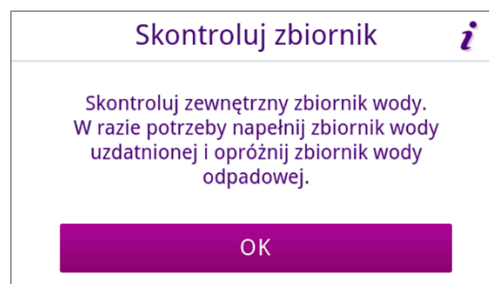 Skontroluj zbiornik
i
Skontroluj zewnętrzny zbiornik wody.
W razie potrzeby napełnij zbiornik wody
uzdatnionej i opróżnij zbiornik wody
odpadowej.
OK